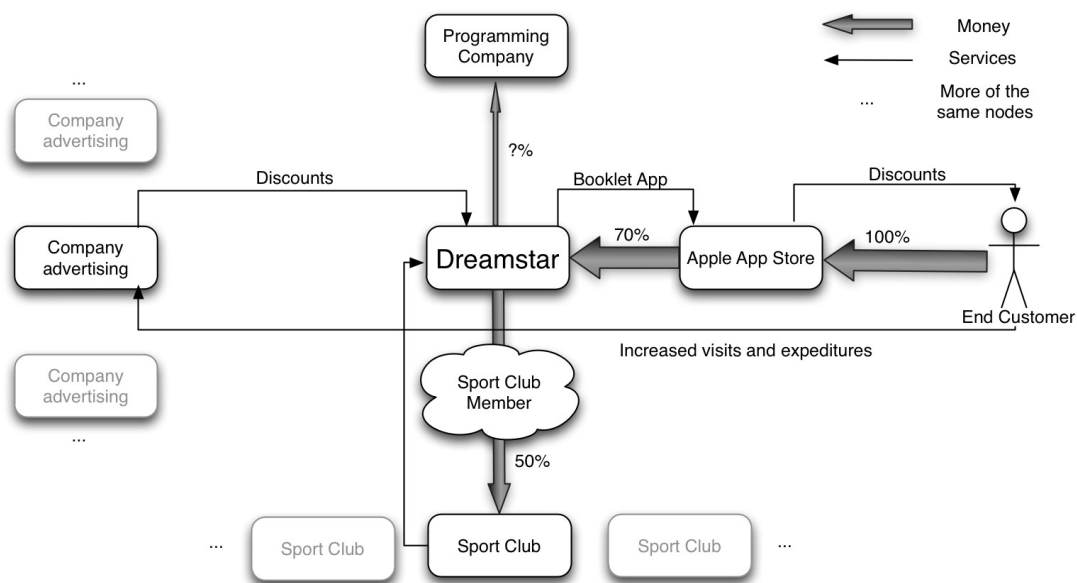 Programming
Company
Money
Services
...
More of the
same nodes
...
Company
advertising
?%
Discounts
Booklet App
Discounts
Company
advertising
Dreamstar
70%
Apple App Store
100%
End Customer
Increased visits and expeditures
Company
advertising
...
Sport Club
Member
50%
...
Sport Club
Sport Club
Sport Club
...